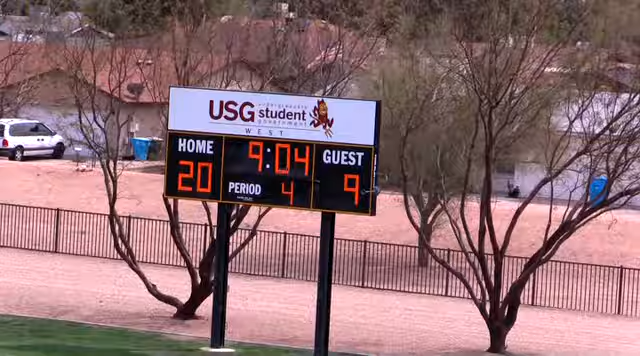 USG undergraduate student government
WEST
HOME 9:04 GUEST
20 PERIOD 4 9